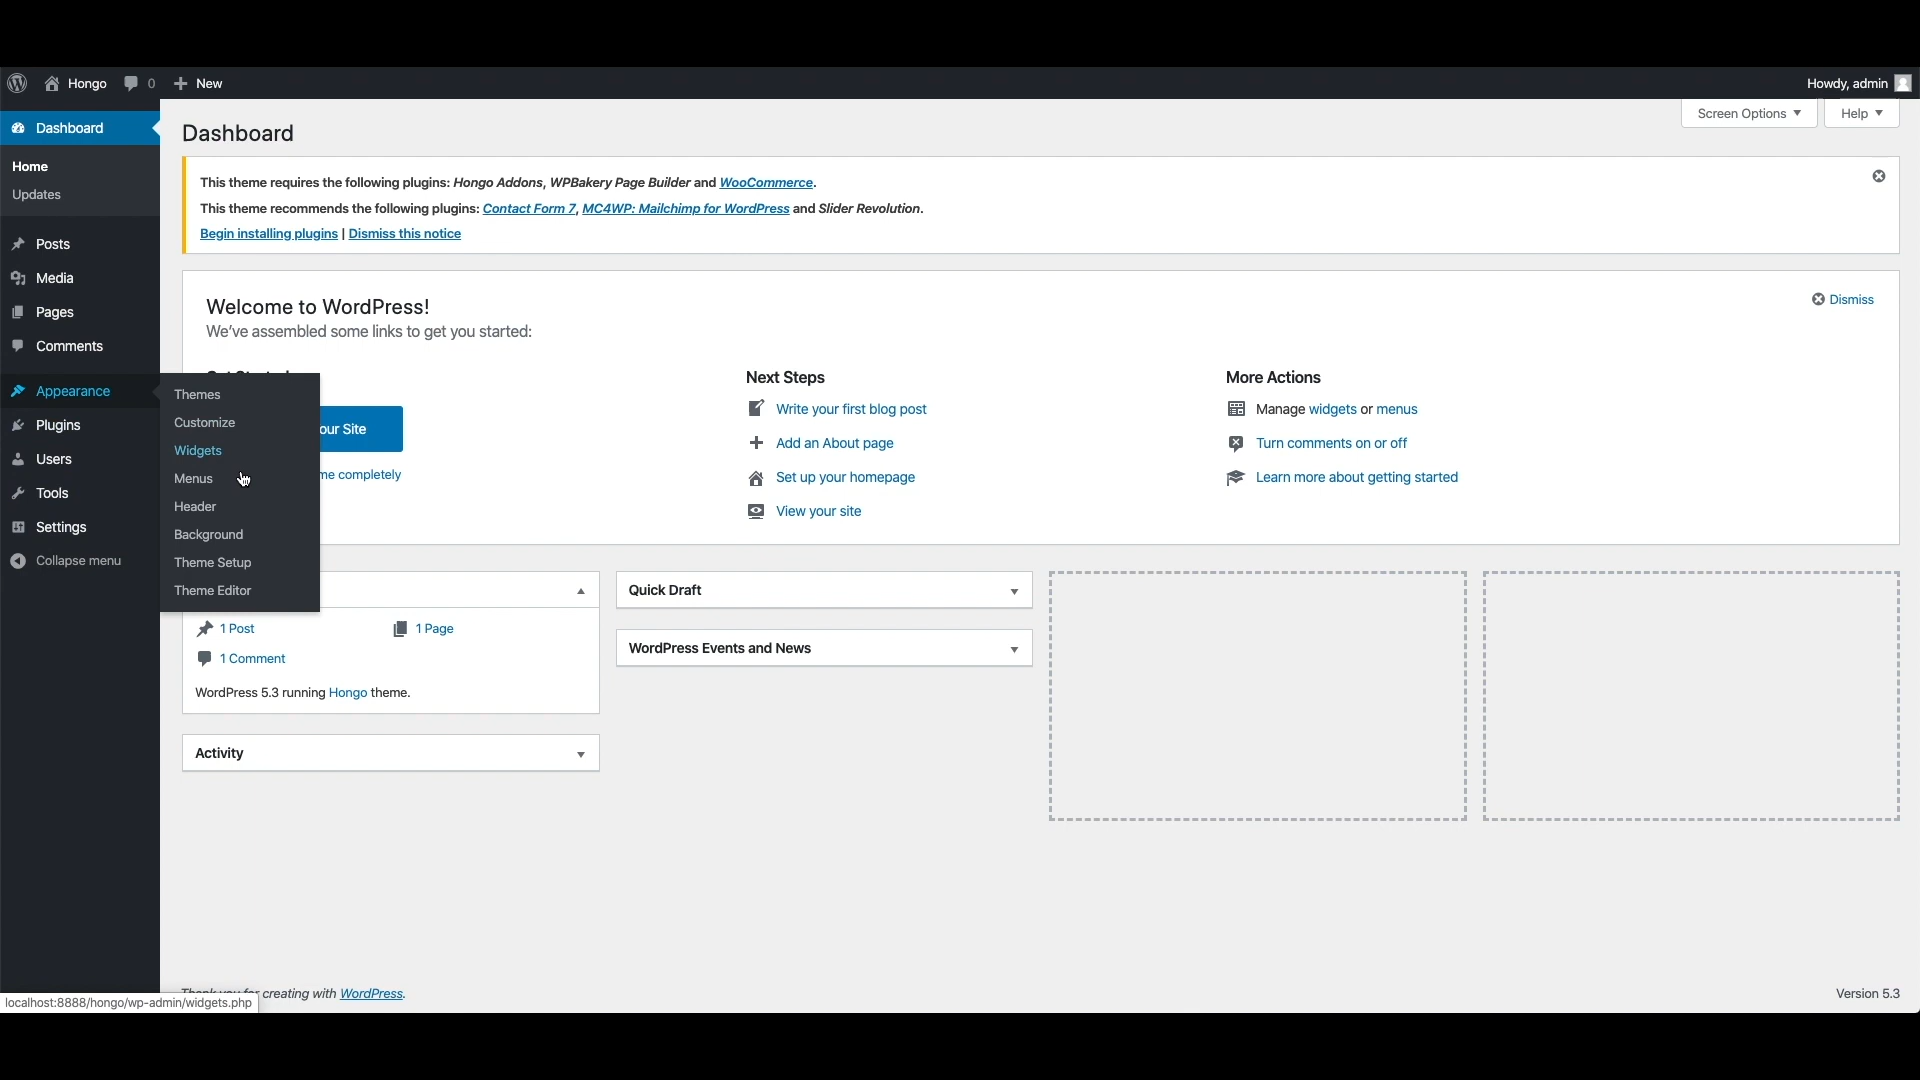 Hongo 0 New Howdy, admin
Screen Options Help
Dashboard
Home
Updates
Posts
Media
Pages
Comments
Appearance
Plugins
Users
Tools
Settings
Collapse menu
Themes
Customize
Widgets
Menus
Header
Background
Theme Setup
Theme Editor
Dashboard
This theme requires the following plugins: Hongo Addons, WPBakery Page Builder and WooCommerce.
This theme recommends the following plugins: Contact Form 7, MC4WP: Mailchimp for WordPress and Slider Revolution.
Begin installing plugins | Dismiss this notice
Welcome to WordPress!
Dismiss
We've assembled some links to get you started:
our Site
me completely
Next Steps
Write your first blog post
Add an About page
Set up your homepage
View your site
More Actions
Manage widgets or menus
Turn comments on or off
Learn more about getting started
1 Post 1 Page
1 Comment
WordPress 5.3 running Hongo theme.
Activity
Quick Draft
WordPress Events and News
creating with WordPress.
Version 5.3
localhost:8888/hongo/wp-admin/widgets.php